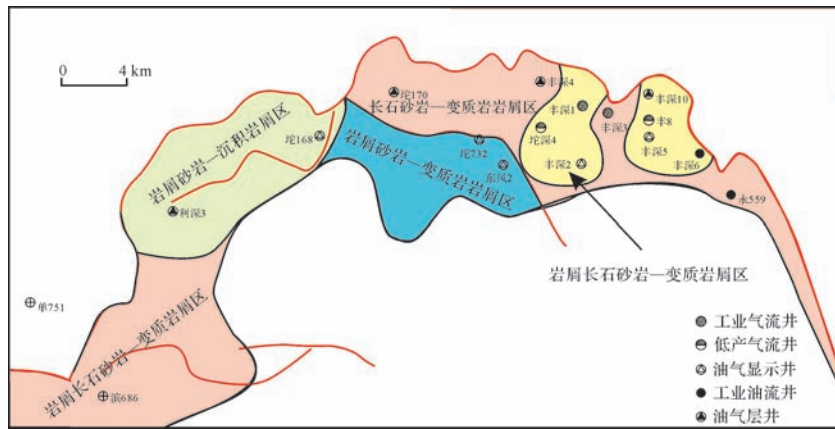 0 4 km
坨170
丰深4
长石砂岩—变质岩岩屑区
丰深1
丰深3
坨深4
丰深2
丰深10
丰8
丰深5
丰深6
永559
坨168
岩屑砂岩—沉积岩屑区
利深3
坨732
东风2
岩屑砂岩—变质岩岩屑区
岩屑长石砂岩—变质岩屑区
单751
岩屑长石砂岩—变质岩屑区
滨686
工业气流井
低产气流井
油气显示井
工业油流井
油气层井